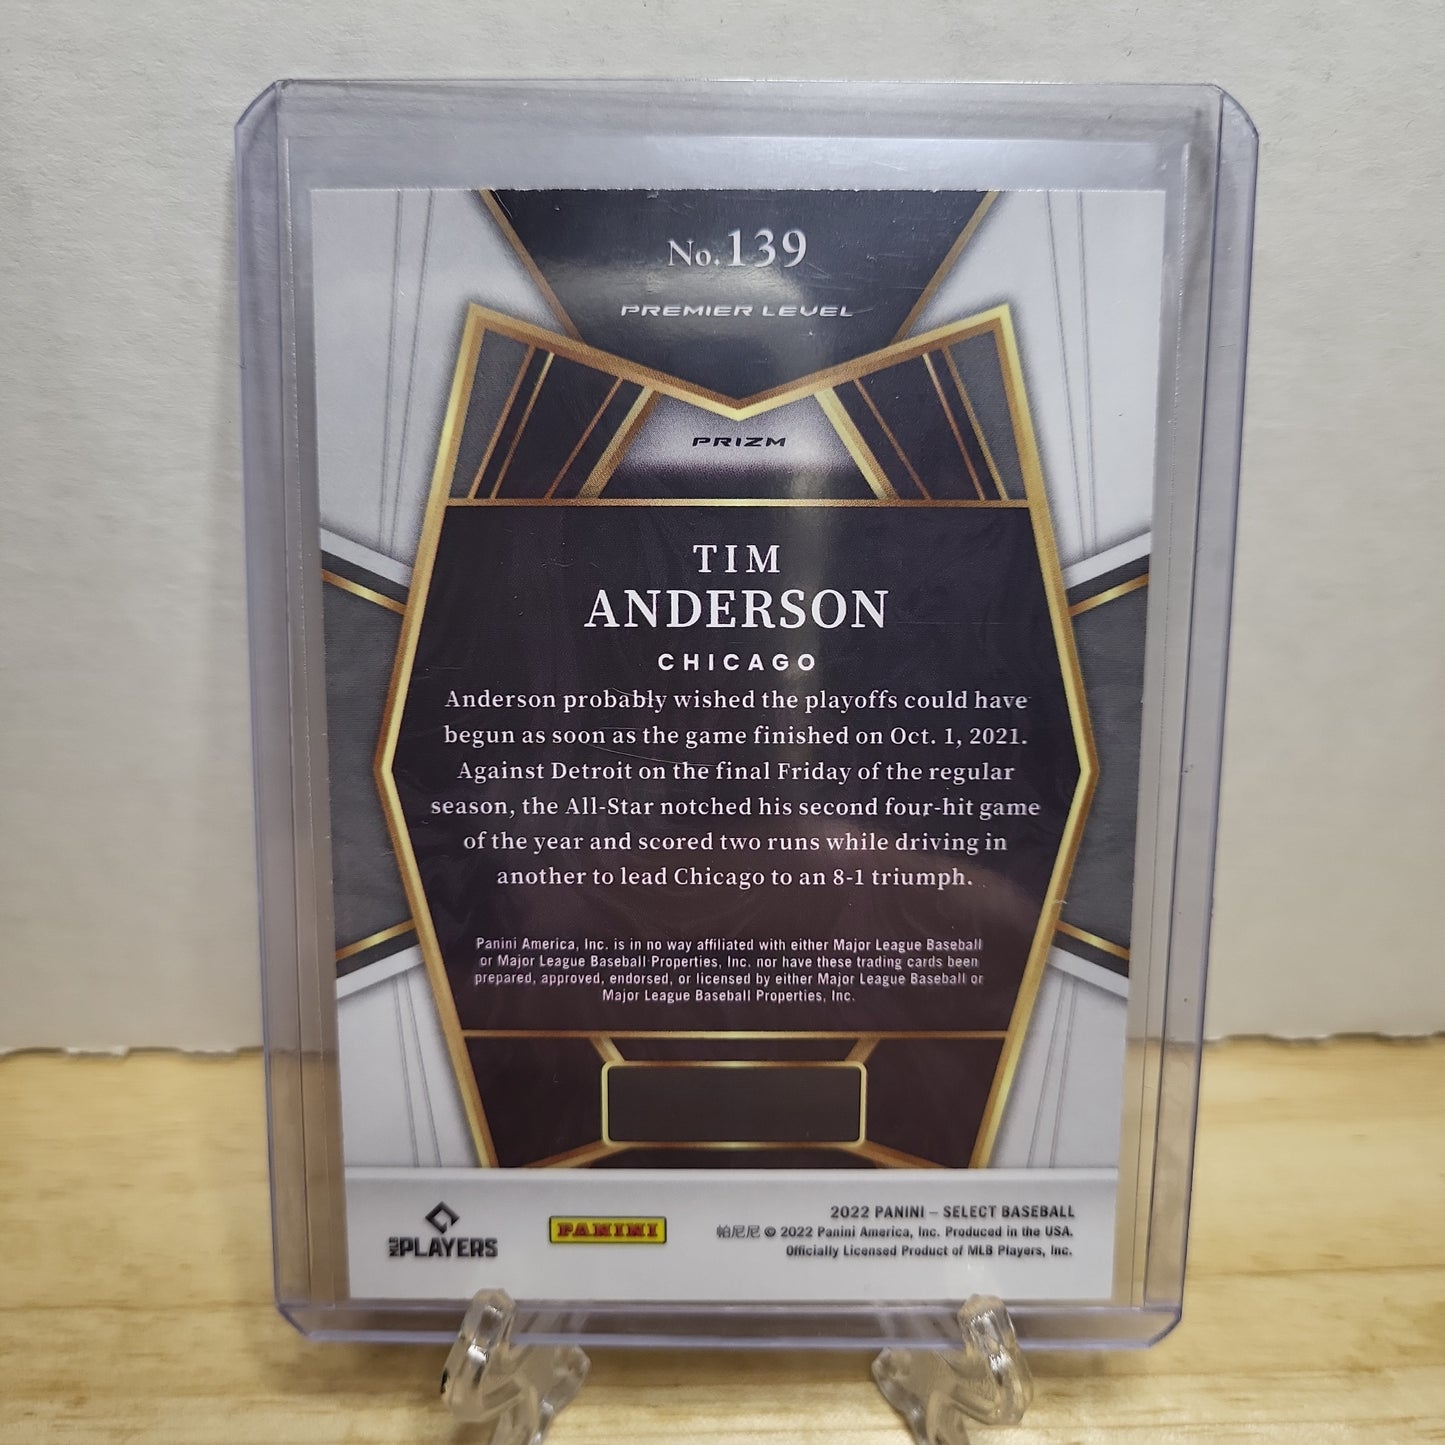 No.139
PREMIER LEVEL
PRIZM
TIM
ANDERSON
CHICAGO
Anderson probably wished the playoffs could have
begun as soon as the game finished on Oct. 1, 2021.
Against Detroit on the final Friday of the regular
season, the All-Star notched his second four-hit game
of the year and scored two runs while driving in
another to lead Chicago to an 8-1 triumph.
Panini America, Inc. is in no way affiliated with either Major League Baseball
or Major League Baseball Properties, Inc. nor have these trading cards been
prepared, approved, endorsed, or licensed by either Major League Baseball or
Major League Baseball Properties, Inc.
MLB PLAYERS
PANINI
2022 PANINI – SELECT BASEBALL
帕尼尼 © 2022 Panini America, Inc. Produced in the USA.
Officially Licensed Product of MLB Players, Inc.